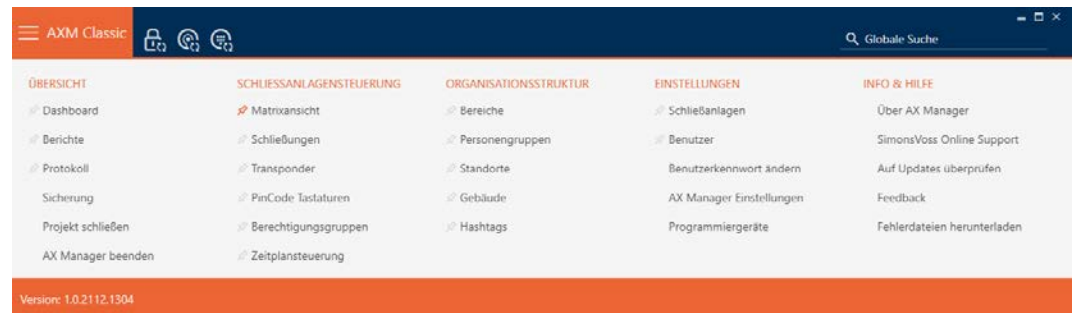 AXM Classic
Globale Suche
ÜBERSICHT
Dashboard
Berichte
Protokoll
Sicherung
Projekt schließen
AX Manager beenden
SCHLIESSANLAGENSTEUERUNG
Matrixansicht
Schließungen
Transponder
PinCode Tastaturen
Berechtigungsgruppen
Zeitplansteuerung
ORGANISATIONSSTRUKTUR
Bereiche
Personengruppen
Standorte
Gebäude
Hashtags
EINSTELLUNGEN
Schließanlagen
Benutzer
Benutzerkennwort ändern
AX Manager Einstellungen
Programmiergeräte
INFO & HILFE
Über AX Manager
SimonsVoss Online Support
Auf Updates überprüfen
Feedback
Fehlerdateien herunterladen
Version: 1.0.2112.1304